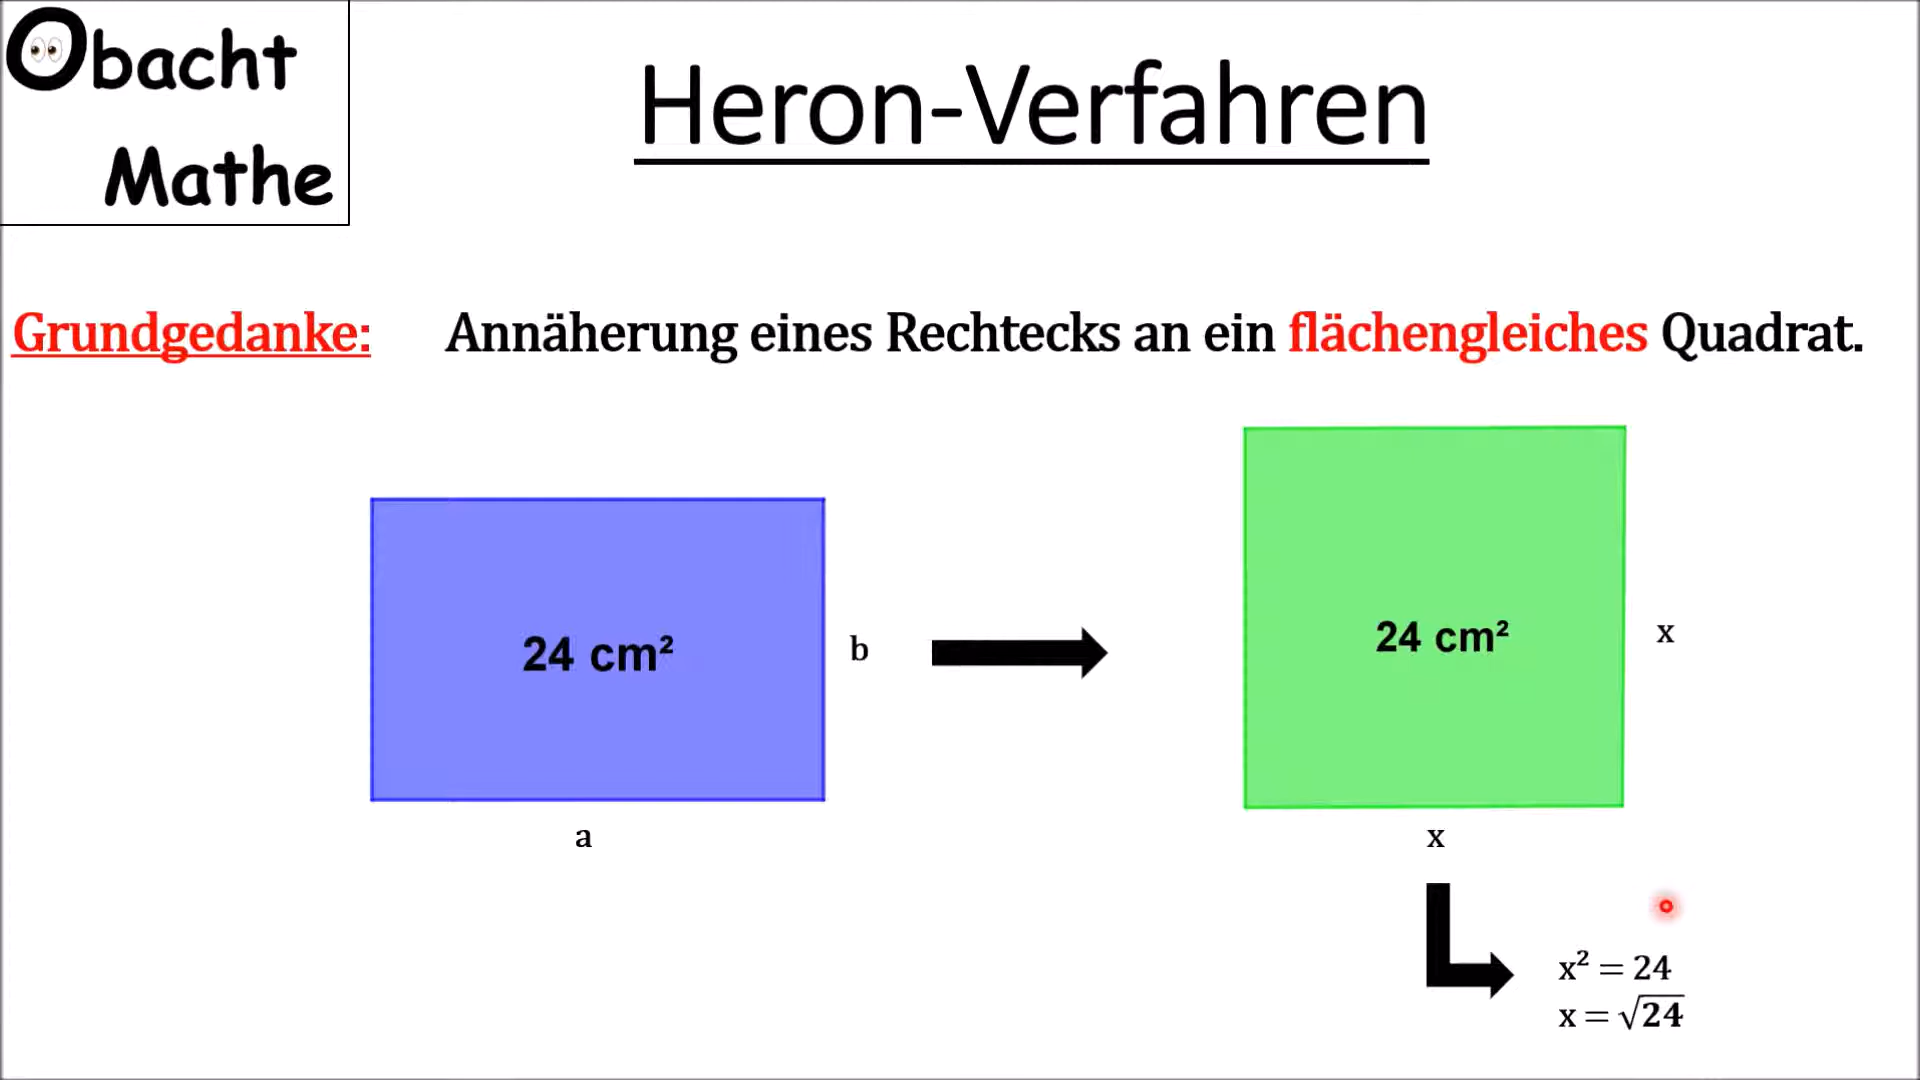 Obacht
Mathe
Heron-Verfahren
Grundgedanke: Annäherung eines Rechtecks an ein flächengleiches Quadrat.
24 cm²
b
a
24 cm²
x
x
x² = 24
x = √24